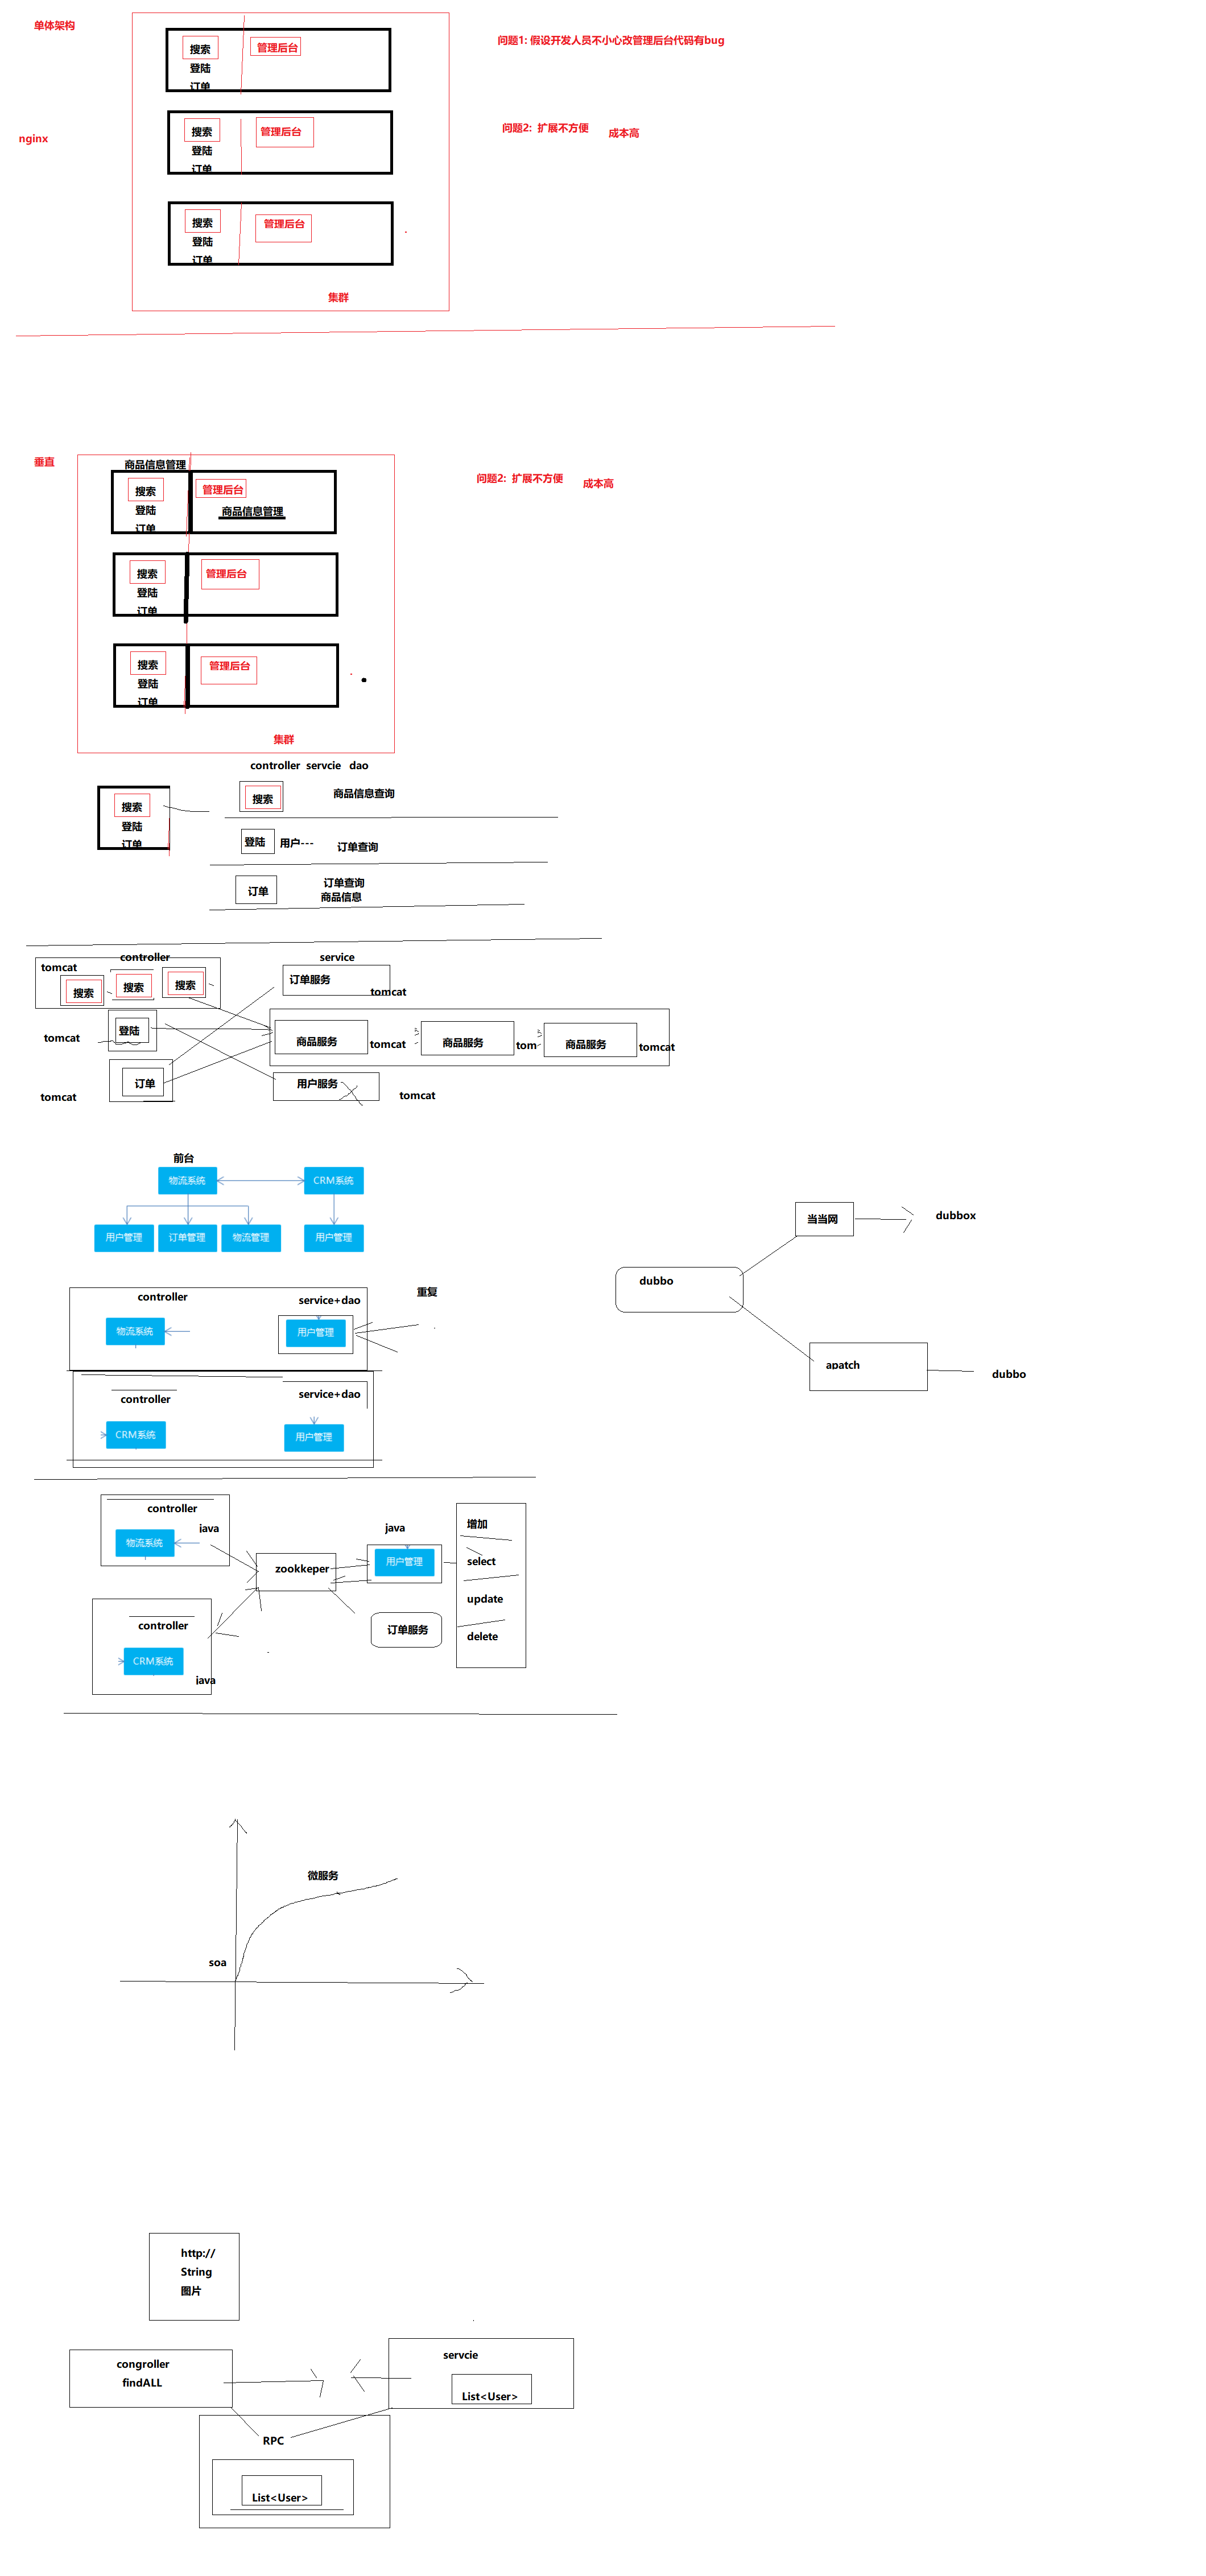 单体架构
搜索
管理后台
登陆
订单
问题1: 假设开发人员不小心改管理后台代码有bug
nginx
搜索
管理后台
登陆
订单
问题2: 扩展不方便
成本高
搜索
管理后台
登陆
订单
集群
垂直
商品信息管理
搜索
管理后台
登陆
商品信息管理
订单
问题2: 扩展不方便
成本高
搜索
管理后台
登陆
订单
搜索
管理后台
登陆
订单
集群
controller servcie dao
搜索
登陆
订单
搜索
商品信息查询
登陆
用户---
订单查询
订单
订单查询
商品信息
controller
service
tomcat
搜索
搜索
搜索
订单服务
tomcat
tomcat
登陆
商品服务
tomcat
商品服务
tom
商品服务
tomcat
tomcat
订单
用户服务
tomcat
前台
物流系统
CRM系统
用户管理
订单管理
物流管理
用户管理
当当网
dubbox
dubbo
apatch
dubbo
controller
service+dao
重复
物流系统
用户管理
controller
service+dao
CRM系统
用户管理
controller
java
物流系统
zookkeper
java
用户管理
增加
select
update
delete
订单服务
controller
CRM系统
java
微服务
soa
http://
String
图片
congroller
findALL
servcie
List<User>
RPC
List<User>